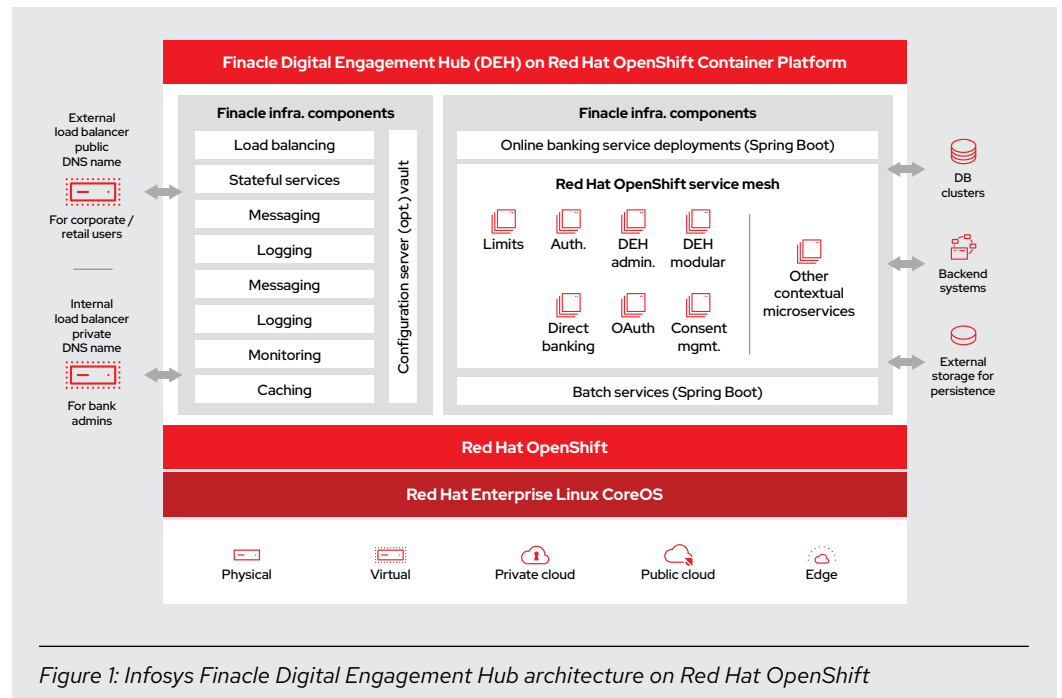 Finacle Digital Engagement Hub (DEH) on Red Hat OpenShift Container Platform
External
load balancer
public
DNS name
For corporate /
retail users
Internal
load balancer
private
DNS name
For bank
admins
Finacle infra. components
Load balancing
Stateful services
Messaging
Logging
Messaging
Logging
Monitoring
Caching
Configuration server (opt.) vault
Finacle infra. components
Online banking service deployments (Spring Boot)
Red Hat OpenShift service mesh
Limits
Auth.
DEH
admin.
DEH
modular
Direct
banking
OAuth
Consent
mgmt.
Other
contextual
microservices
Batch services (Spring Boot)
DB
clusters
Backend
systems
External
storage for
persistence
Red Hat OpenShift
Red Hat Enterprise Linux CoreOS
Physical
Virtual
Private cloud
Public cloud
Edge
Figure 1: Infosys Finacle Digital Engagement Hub architecture on Red Hat OpenShift